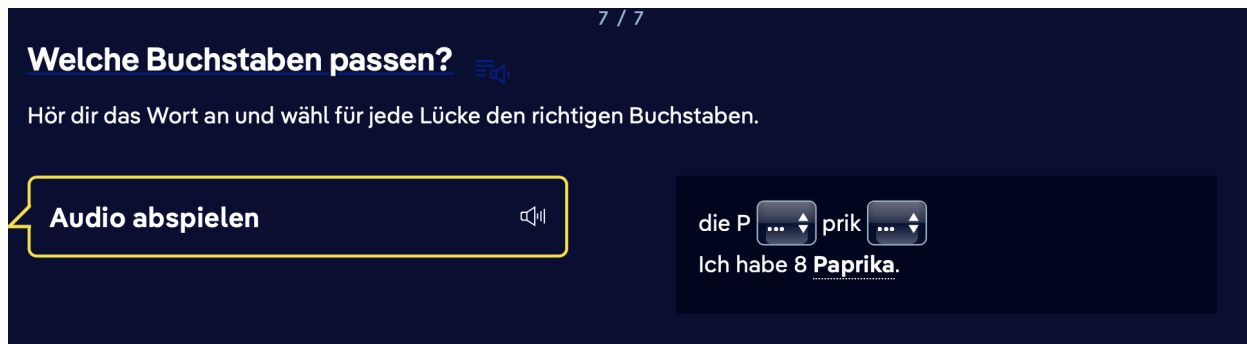 7 / 7
Welche Buchstaben passen?
Hör dir das Wort an und wähl für jede Lücke den richtigen Buchstaben.
Audio abspielen
die P ... prik ...
Ich habe 8 Paprika.